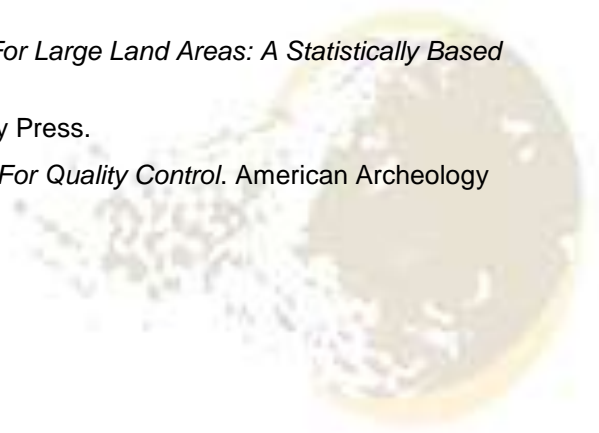 For Large Land Areas: A Statistically Based
y Press.
For Quality Control. American Archeology